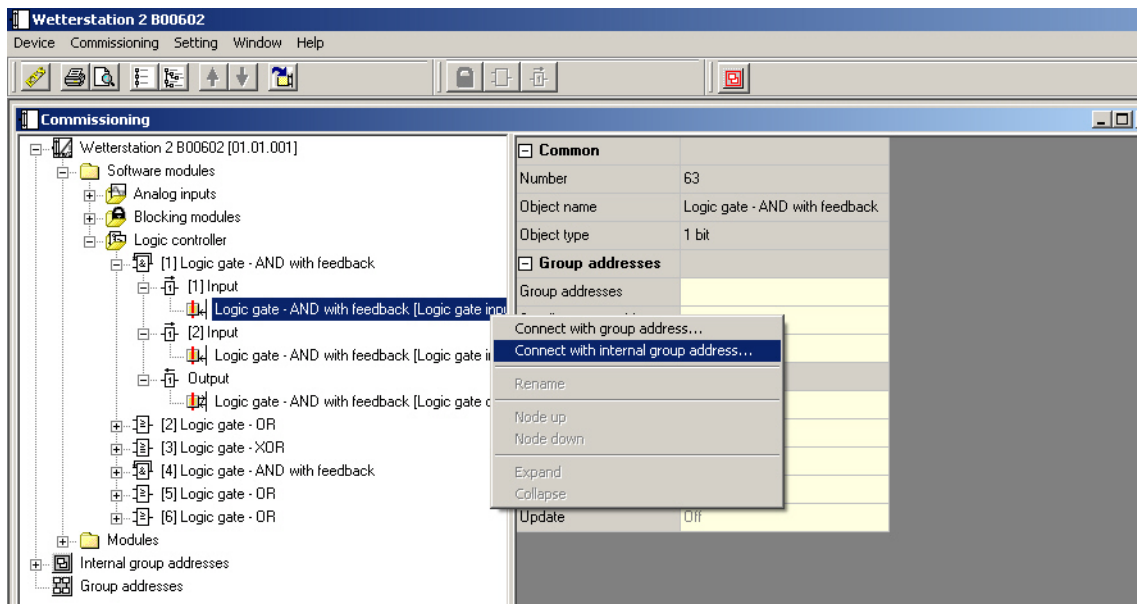 Wetterstation 2 B00602
Device Commissioning Setting Window Help
Commissioning
Wetterstation 2 B00602 [01.01.001]
Software modules
Analog inputs
Blocking modules
Logic controller
[1] Logic gate - AND with feedback
[1] Input
Logic gate - AND with feedback [Logic gate inpu
[2] Input
Logic gate - AND with feedback [Logic gate i
Output
Logic gate - AND with feedback [Logic gate
[2] Logic gate - OR
[3] Logic gate - XOR
[4] Logic gate - AND with feedback
[5] Logic gate - OR
[6] Logic gate - OR
Modules
Internal group addresses
Group addresses
Common
Number 63
Object name Logic gate - AND with feedback
Object type 1 bit
Group addresses
Group addresses
Connect with group address...
Connect with internal group address...
Rename
Node up
Node down
Expand
Collapse
Update Off